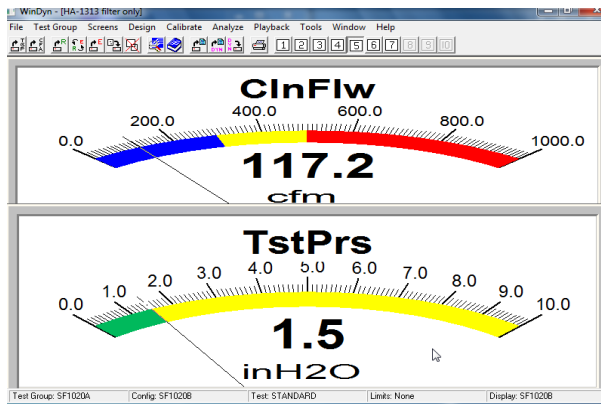 WinDyn - [HA-1313 filter only]
File Test Group Screens Design Calibrate Analyze Playback Tools Window Help
1 2 3 4 5 6 7 8 9 10
ClnFlw
0.0 200.0 400.0 600.0 800.0 1000.0
117.2
cfm
TstPrs
0.0 1.0 2.0 3.0 4.0 5.0 6.0 7.0 8.0 9.0 10.0
1.5
inH2O
Test Group: SF1020A Config: SF1020B Test: STANDARD Limits: None Display: SF1020B